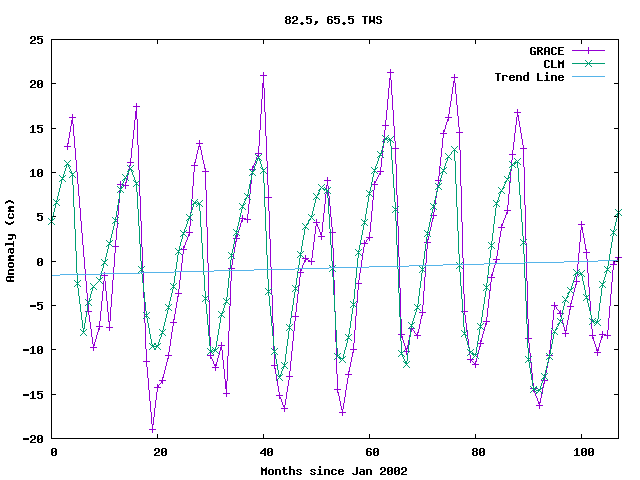 82.5, 65.5 TWS
GRACE
CLM
Trend Line
25
20
15
10
5
0
-5
-10
-15
-20
Anomaly (cm)
0 20 40 60 80 100
Months since Jan 2002